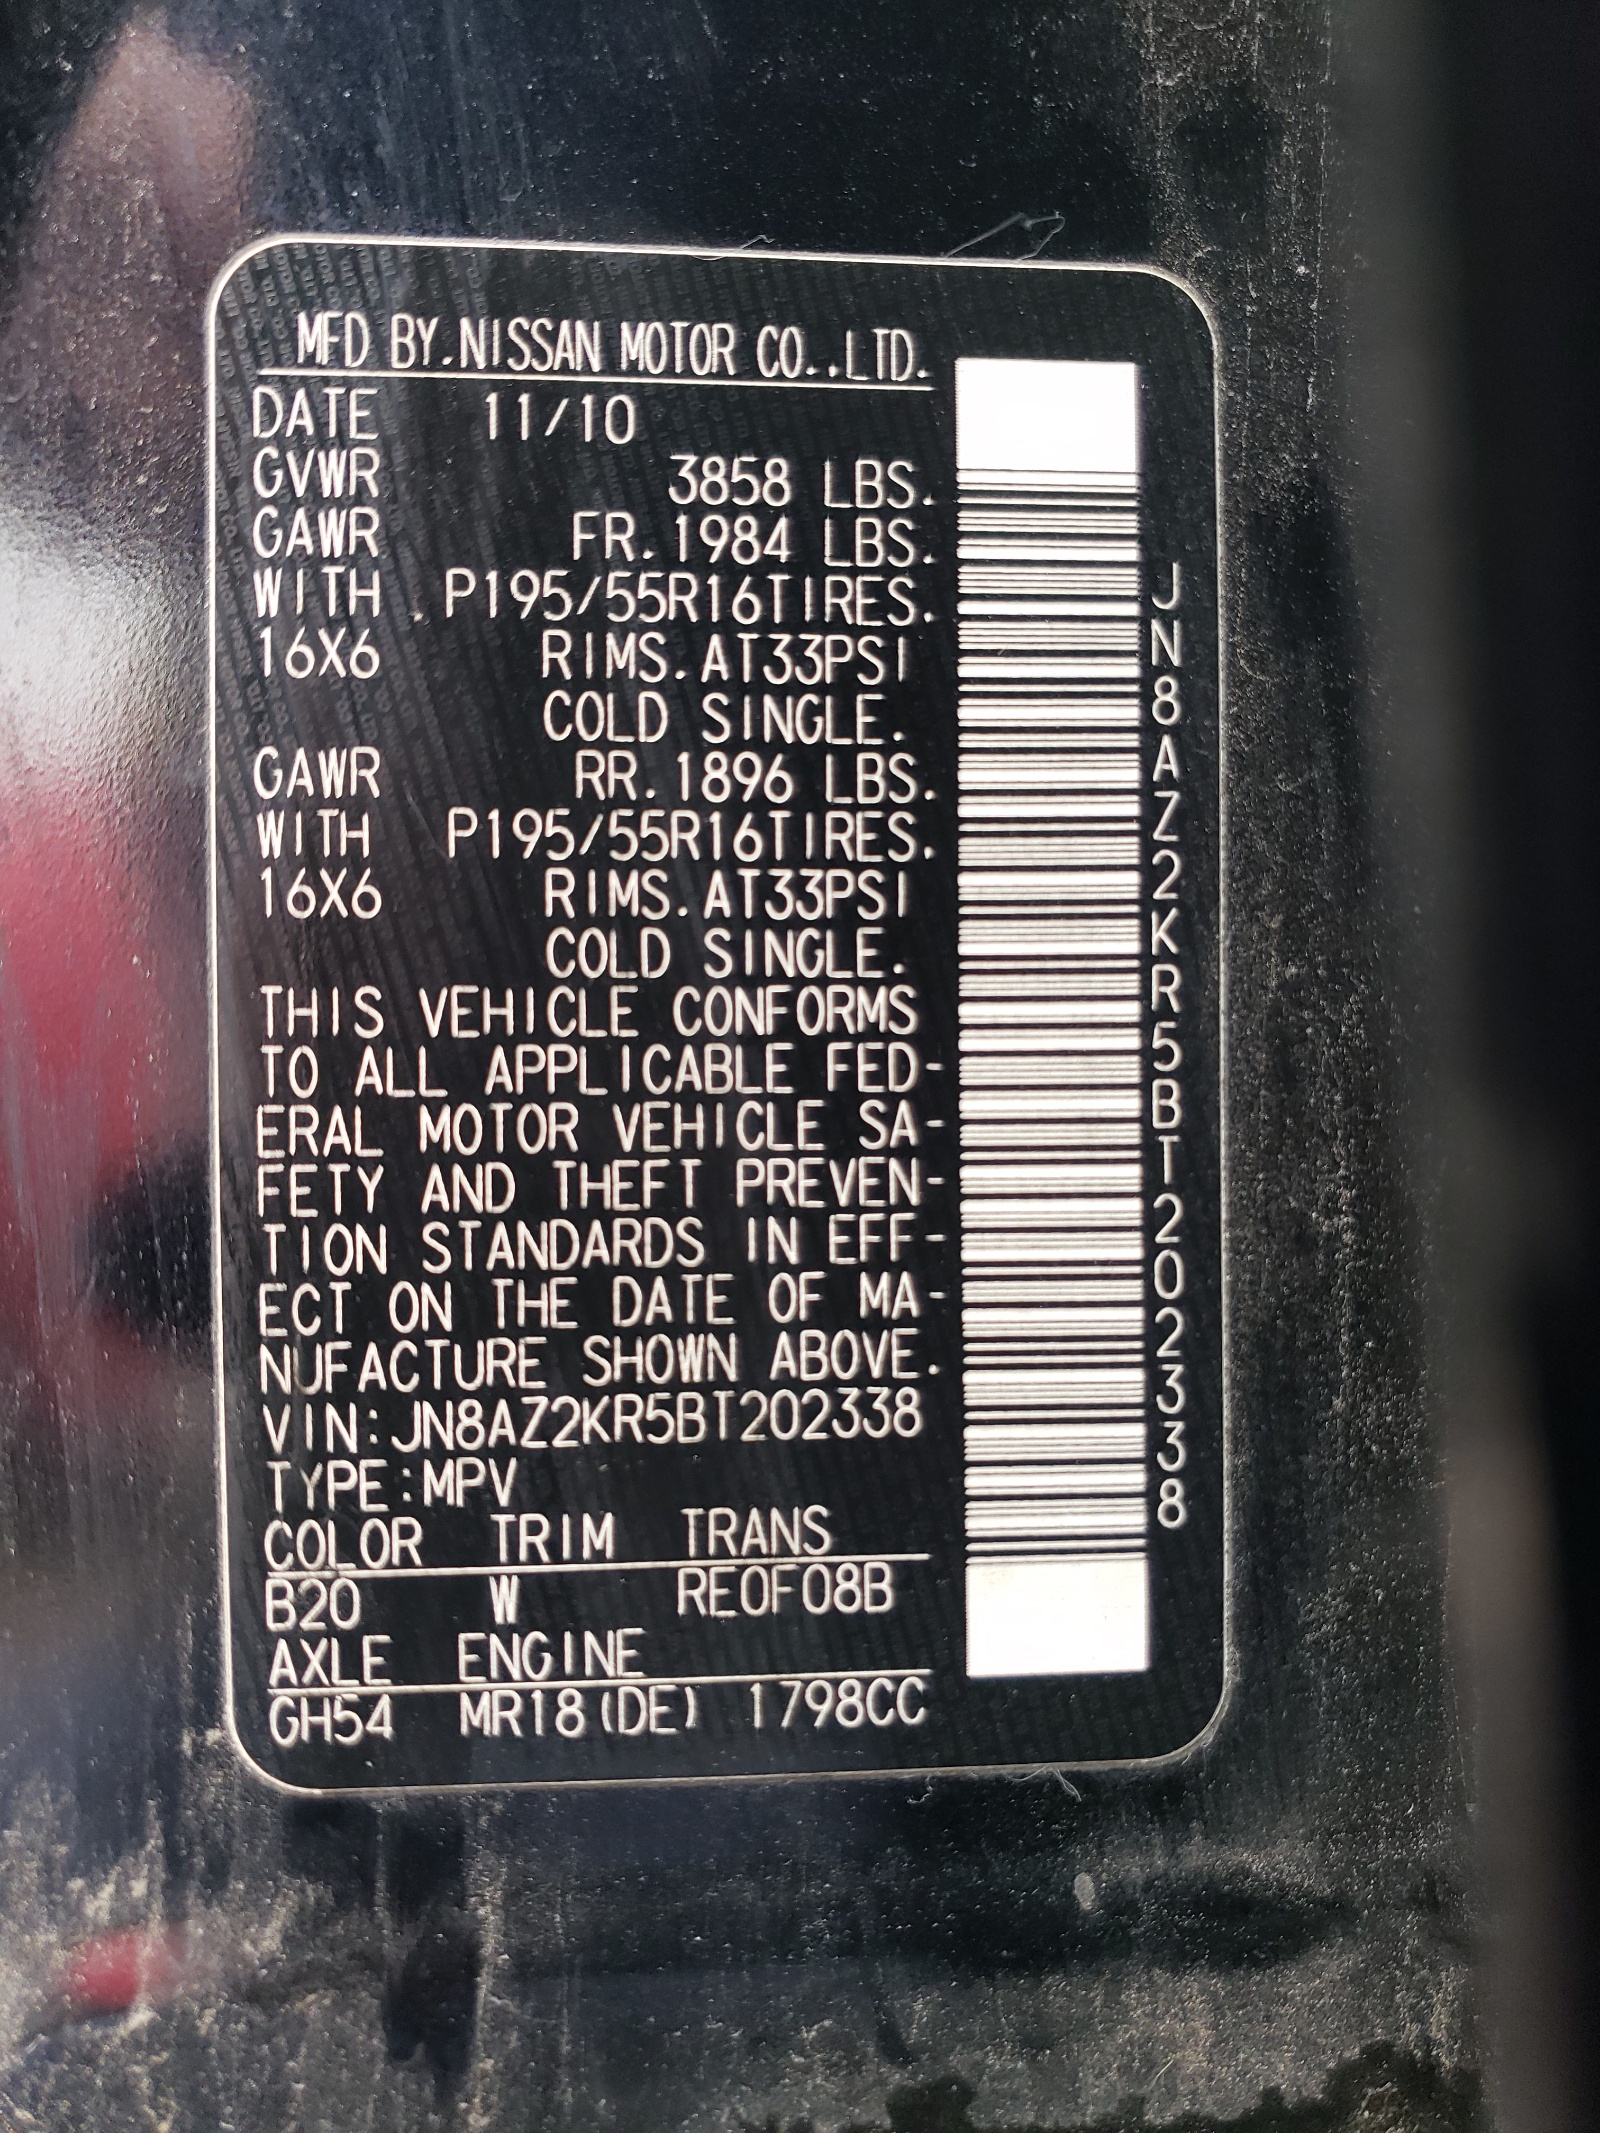 MFD BY.NISSAN MOTOR CO.,LTD.
DATE 11/10
GVWR 3858 LBS.
GAWR FR.1984 LBS.
WITH P195/55R16TIRES.
16X6 RIMS.AT33PSI
COLD SINGLE.
GAWR RR.1896 LBS.
WITH P195/55R16TIRES.
16X6 RIMS.AT33PSI
COLD SINGLE.
THIS VEHICLE CONFORMS
TO ALL APPLICABLE FED-
ERAL MOTOR VEHICLE SA-
FETY AND THEFT PREVEN-
TION STANDARDS IN EFF-
ECT ON THE DATE OF MA-
NUFACTURE SHOWN ABOVE.
VIN:JN8AZ2KR5BT202338
TYPE:MPV
COLOR TRIM TRANS
B20 W RE0F08B
AXLE ENGINE
GH54 MR18(DE) 1798CC
JN8AZ2KR5BT202338